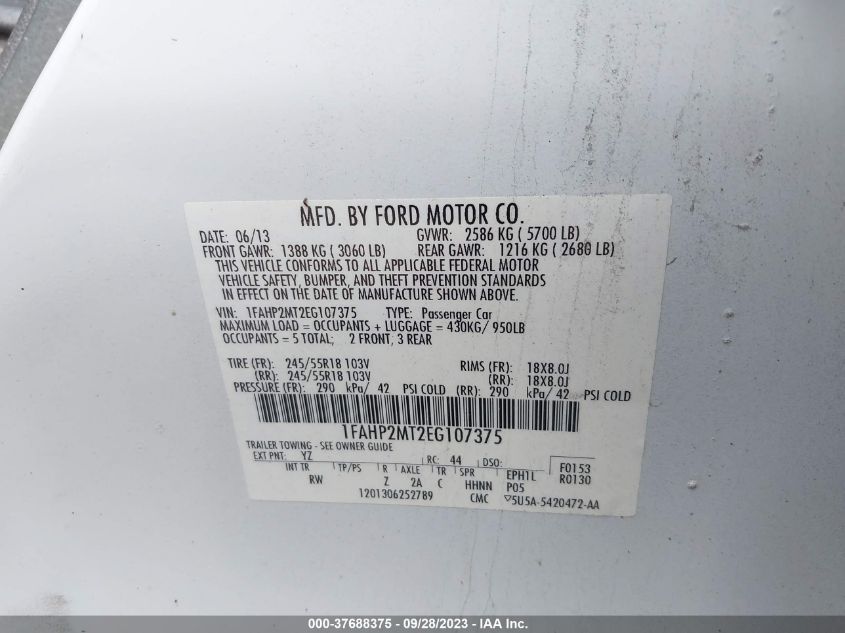 MFD. BY FORD MOTOR CO.
DATE: 06/13 GVWR: 2586 KG ( 5700 LB)
FRONT GAWR: 1388 KG ( 3060 LB) REAR GAWR: 1216 KG ( 2680 LB)
THIS VEHICLE CONFORMS TO ALL APPLICABLE FEDERAL MOTOR
VEHICLE SAFETY, BUMPER, AND THEFT PREVENTION STANDARDS
IN EFFECT ON THE DATE OF MANUFACTURE SHOWN ABOVE.
VIN: 1FAHP2MT2EG107375 TYPE: Passenger Car
MAXIMUM LOAD = OCCUPANTS + LUGGAGE = 430KG/ 950LB
OCCUPANTS = 5 TOTAL; 2 FRONT, 3 REAR
TIRE (FR): 245/55R18 103V RIMS (FR): 18X8.0J
(RR): 245/55R18 103V (RR): 18X8.0J
PRESSURE (FR): 290 kPa/ 42 PSI COLD (RR): 290 kPa/ 42 PSI COLD
1FAHP2MT2EG107375
TRAILER TOWING - SEE OWNER GUIDE
EXT PNT: YZ RC: 44 DSO: F0153
INT TR TP/PS R AXLE TR SPR EPH1L R0130
RW Z 2A C HHNN P05
1201306252789 CMC ▽5U5A-5420472-AA
000-37688375 - 09/28/2023 - IAA Inc.